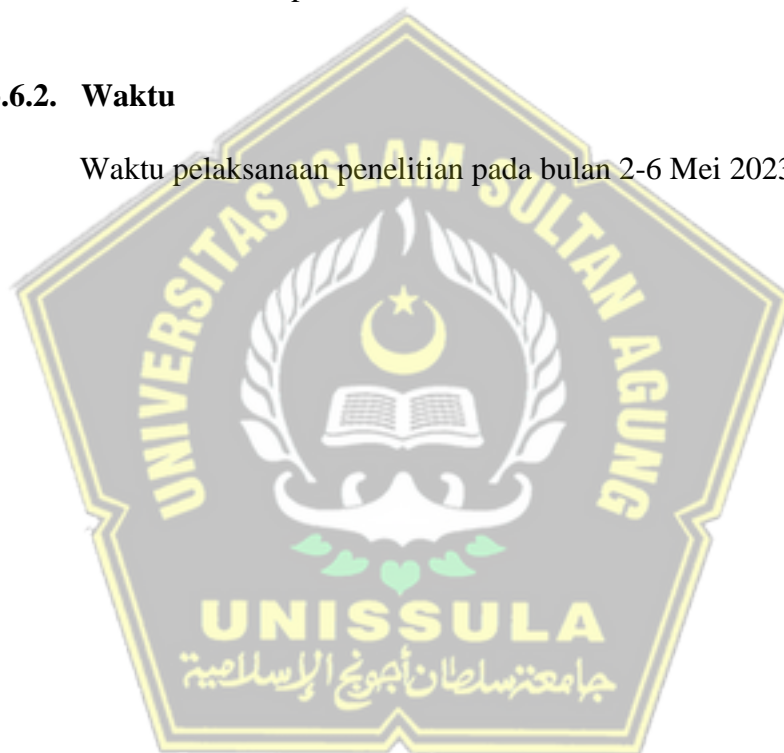 .6.2. Waktu
Waktu pelaksanaan penelitian pada bulan 2-6 Mei 2023
UNIVERSITAS ISLAM SULTAN AGUNG
UNISSULA
جامعة سلطان أجونج الإسلامية